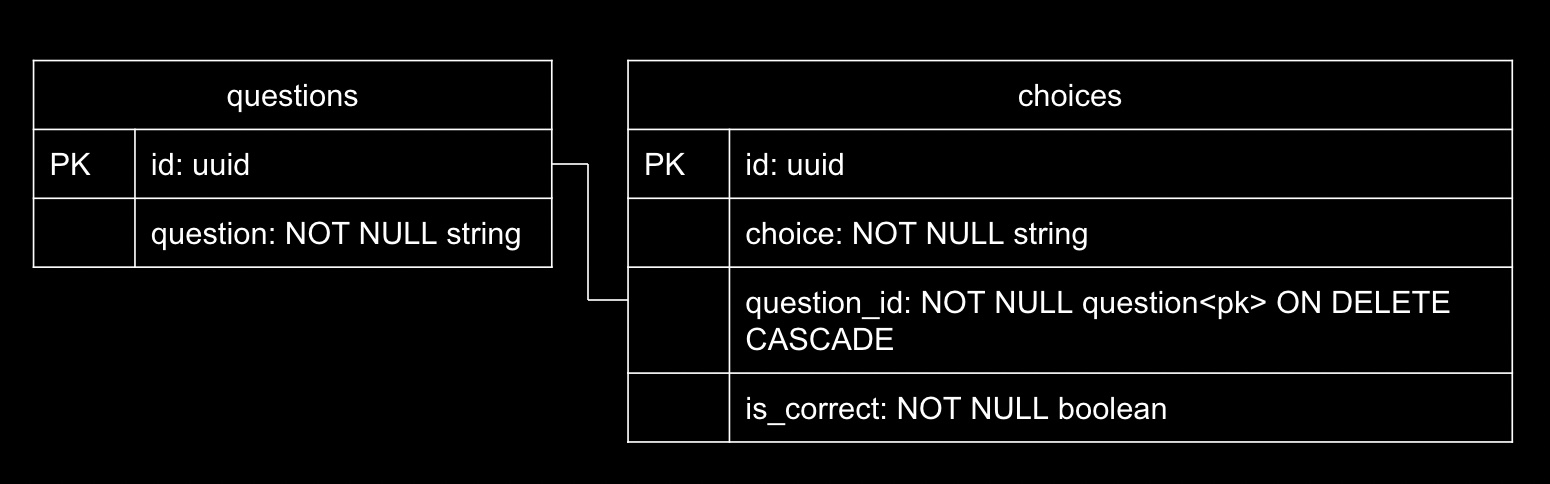 questions
PK id: uuid
question: NOT NULL string
choices
PK id: uuid
choice: NOT NULL string
question_id: NOT NULL question<pk> ON DELETE
CASCADE
is_correct: NOT NULL boolean